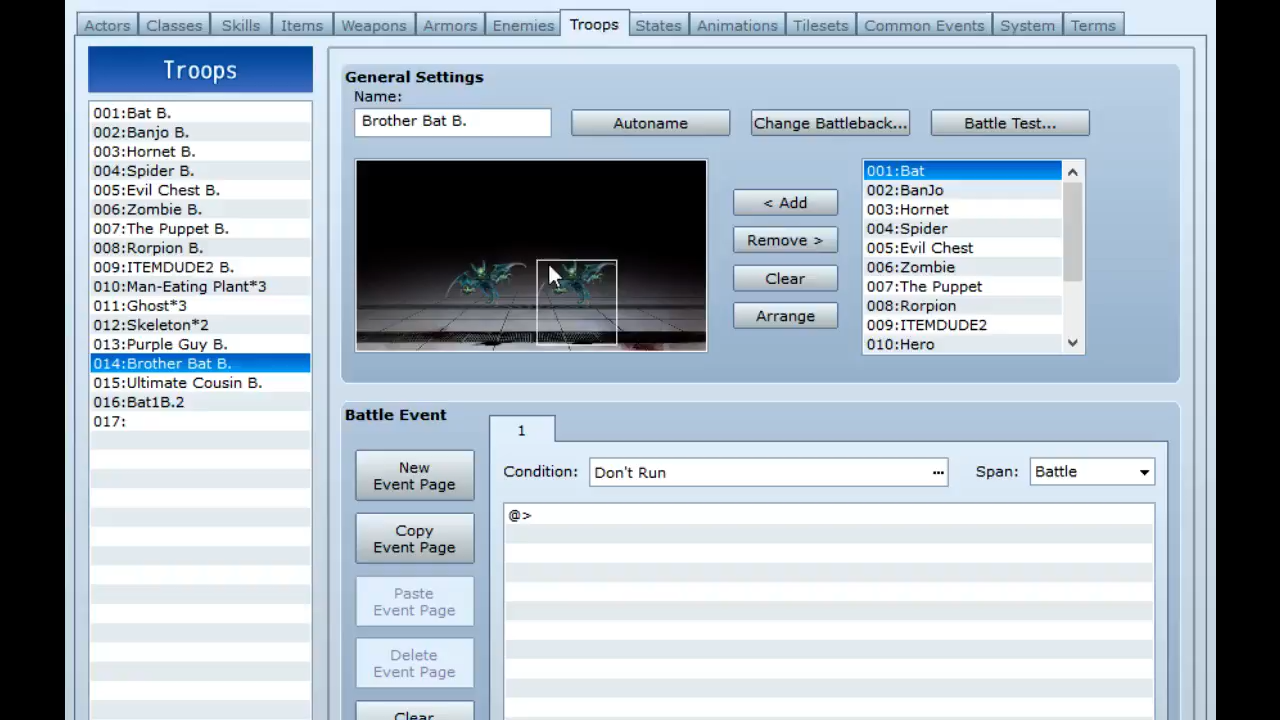 Actors Classes Skills Items Weapons Armors Enemies Troops States Animations Tilesets Common Events System Terms
Troops
001:Bat B.
002:Banjo B.
003:Hornet B.
004:Spider B.
005:Evil Chest B.
006:Zombie B.
007:The Puppet B.
008:Rorpion B.
009:ITEMDUDE2 B.
010:Man-Eating Plant*3
011:Ghost*3
012:Skeleton*2
013:Purple Guy B.
014:Brother Bat B.
015:Ultimate Cousin B.
016:Bat1B.2
017:
General Settings
Name:
Brother Bat B.
Autoname
Change Battleback...
Battle Test...
< Add
Remove >
Clear
Arrange
001:Bat
002:BanJo
003:Hornet
004:Spider
005:Evil Chest
006:Zombie
007:The Puppet
008:Rorpion
009:ITEMDUDE2
010:Hero
Battle Event
New
Event Page
Copy
Event Page
Paste
Event Page
Delete
Event Page
Clear
1
Condition: Don't Run ... Span: Battle
@>